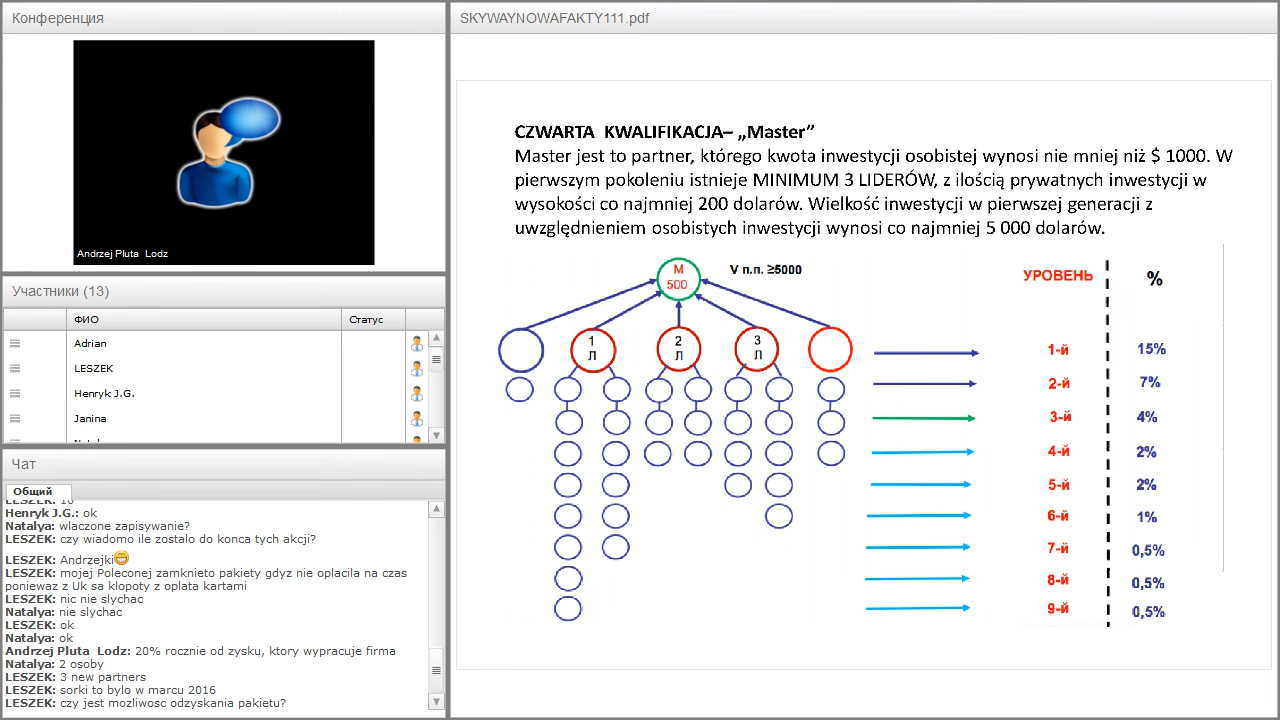 Конференция
Andrzej Pluta Lodz
Участники (13)
ФИО
Статус
Adrian
LESZEK
Henryk J.G.
Janina
Чат
Общий
LESZEK: 10
Henryk J.G.: ok
Natalya: wlaczone zapisywanie?
LESZEK: czy wiadomo ile zostalo do konca tych akcji?
LESZEK: Andrzejki
LESZEK: mojej Poleconej zamknieto pakiety gdyz nie oplacila na czas
poniewaz z Uk sa klopoty z oplata kartami
LESZEK: nic nie slychac
Natalya: nie slychac
LESZEK: ok
Natalya: ok
Andrzej Pluta Lodz: 20% rocznie od zysku, ktory wypracuje firma
Natalya: 2 osoby
LESZEK: 3 new partners
LESZEK: sorki to bylo w marcu 2016
LESZEK: czy jest mozliwosc odzyskania pakietu?
SKYWAYNOWAFAKTY111.pdf
CZWARTA KWALIFIKACJA– „Master”
Master jest to partner, którego kwota inwestycji osobistej wynosi nie mniej niż $ 1000. W
pierwszym pokoleniu istnieje MINIMUM 3 LIDERÓW, z ilością prywatnych inwestycji w
wysokości co najmniej 200 dolarów. Wielkość inwestycji w pierwszej generacji z
uwzględnieniem osobistych inwestycji wynosi co najmniej 5 000 dolarów.
М
500
V п.п. ≥5000
1
Л
2
Л
3
Л
УРОВЕНЬ %
1-й 15%
2-й 7%
3-й 4%
4-й 2%
5-й 2%
6-й 1%
7-й 0,5%
8-й 0,5%
9-й 0,5%